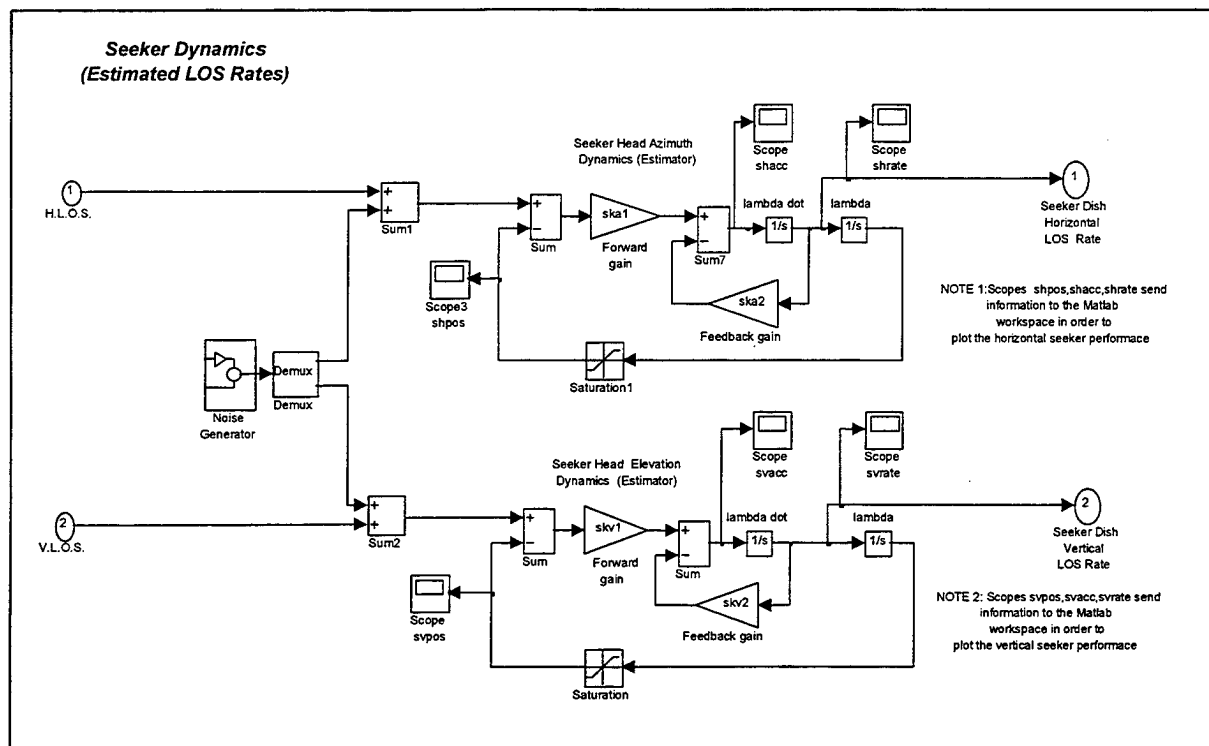 Seeker Dynamics
(Estimated LOS Rates)
Scope
shacc
Scope
shrate
Seeker Head Azimuth
Dynamics (Estimator)
1
H.L.O.S.
+
+
Sum1
+
−
Sum
ska1
Forward
gain
+
−
Sum7
lambda dot
1/s
lambda
1/s
1
Seeker Dish
Horizontal
LOS Rate
Scope3
shpos
ska2
Feedback gain
NOTE 1:Scopes shpos,shacc,shrate send
information to the Matlab
workspace in order to
plot the horizontal seeker performace
Saturation1
Noise
Generator
Demux
Demux
Scope
svacc
Scope
svrate
Seeker Head Elevation
Dynamics (Estimator)
2
V.L.O.S.
+
+
Sum2
+
−
Sum
skv1
Forward
gain
+
−
Sum
lambda dot
1/s
lambda
1/s
2
Seeker Dish
Vertical
LOS Rate
Scope
svpos
skv2
Feedback gain
NOTE 2: Scopes svpos,svacc,svrate send
information to the Matlab
workspace in order to
plot the vertical seeker performace
Saturation